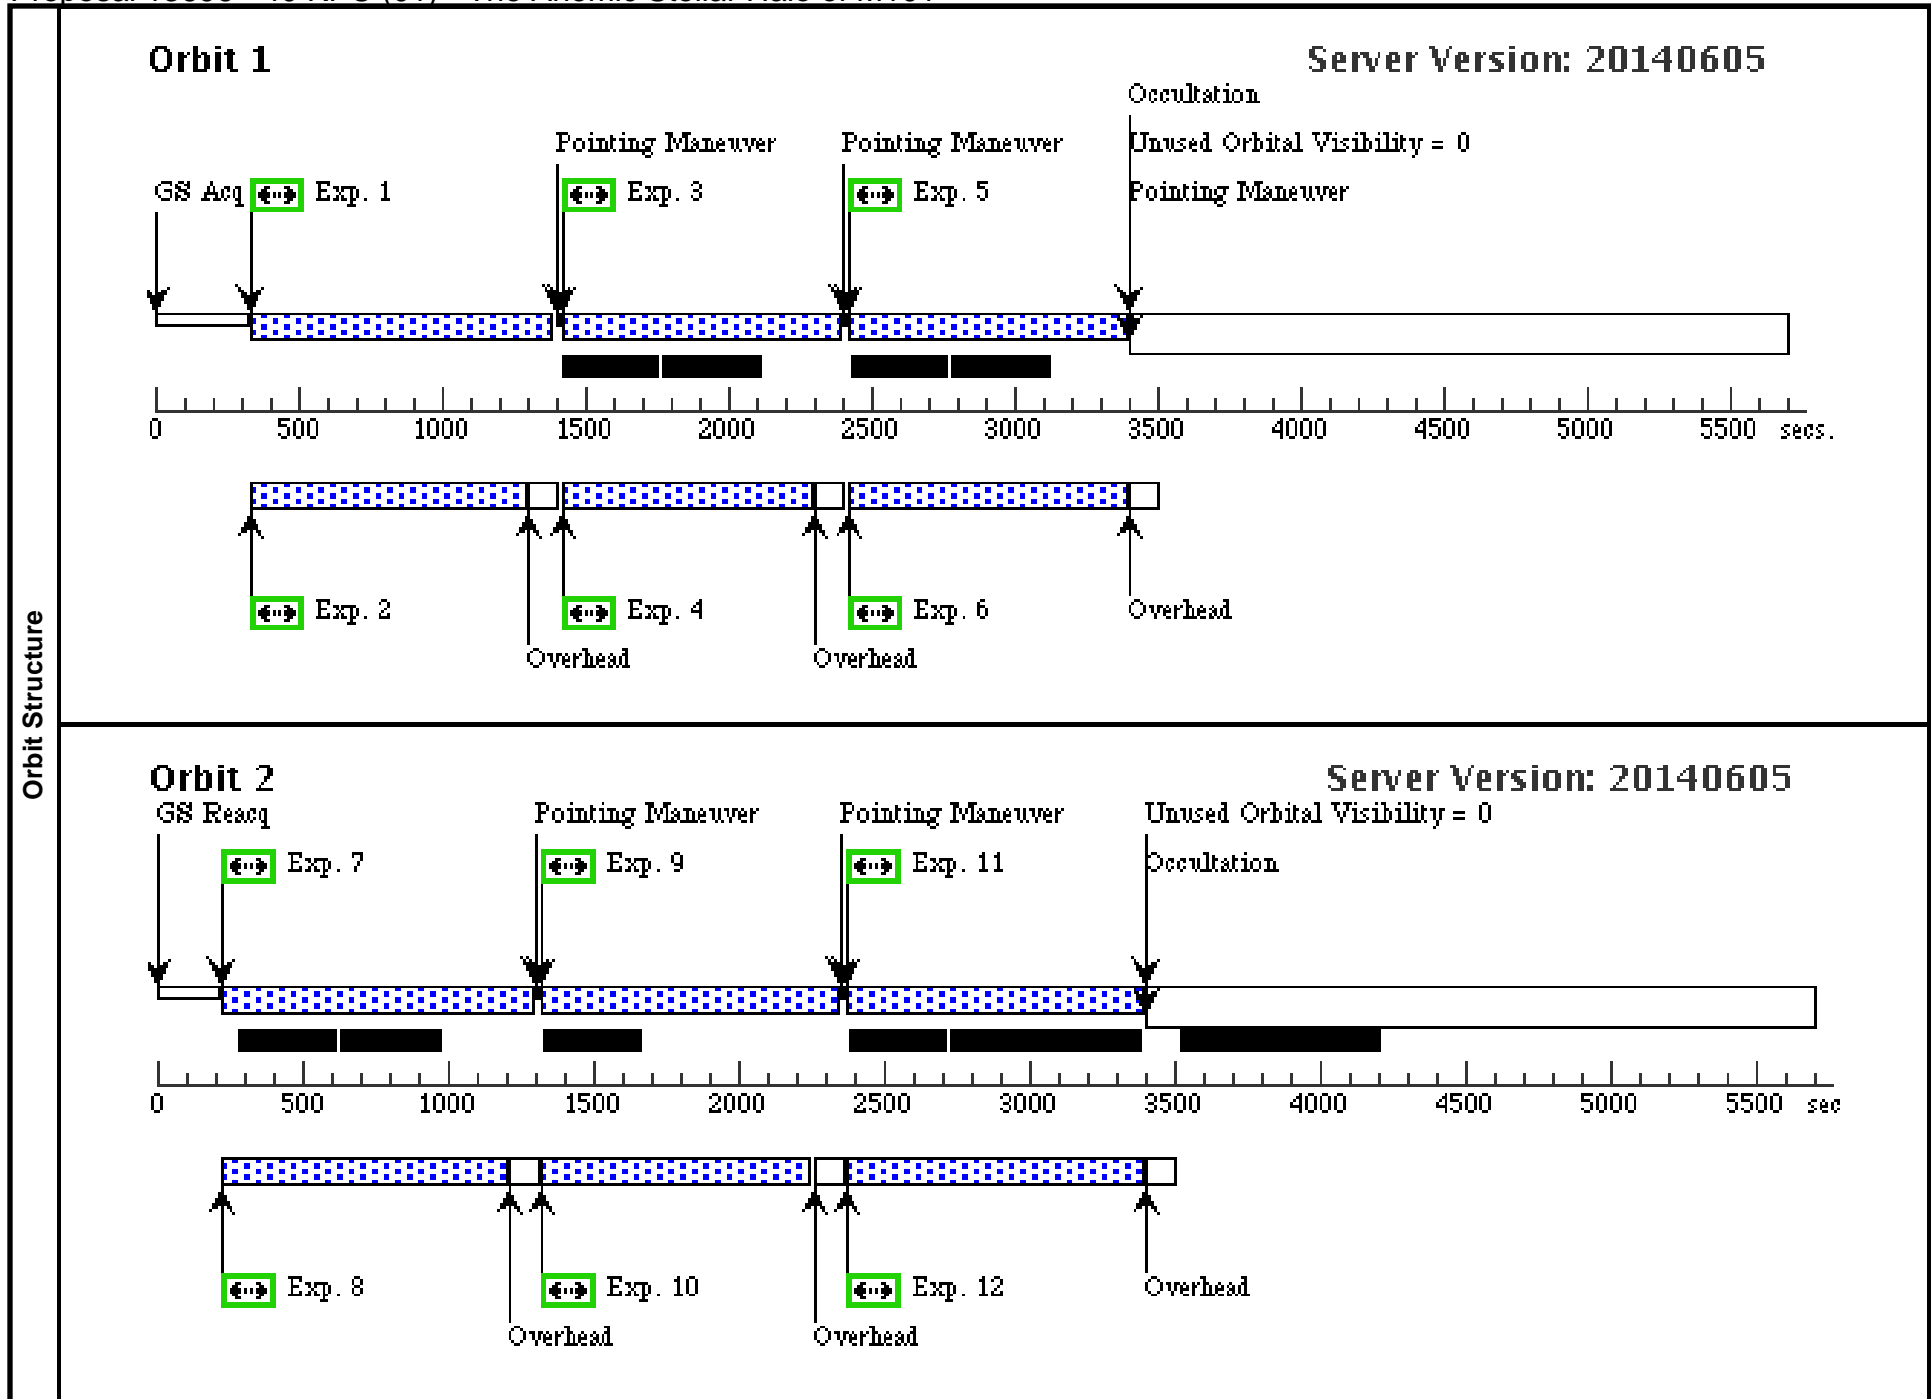 Orbit Structure
Orbit 1
Server Version: 20140605
Occultation
Pointing Maneuver
Pointing Maneuver
Unused Orbital Visibility = 0
GS Acq
Exp. 1
Exp. 3
Exp. 5
Pointing Maneuver
0 500 1000 1500 2000 2500 3000 3500 4000 4500 5000 5500 secs.
Exp. 2
Exp. 4
Exp. 6
Overhead
Overhead
Overhead
Orbit 2
Server Version: 20140605
GS Reacq
Pointing Maneuver
Pointing Maneuver
Unused Orbital Visibility = 0
Exp. 7
Exp. 9
Exp. 11
Occultation
0 500 1000 1500 2000 2500 3000 3500 4000 4500 5000 5500 sec
Exp. 8
Exp. 10
Exp. 12
Overhead
Overhead
Overhead